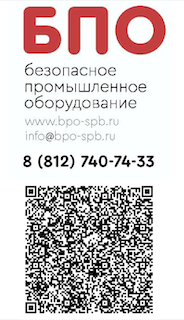 БПО
безопасное
промышленное
оборудование
www.bpo-spb.ru
info@bpo-spb.ru
8 (812) 740-74-33